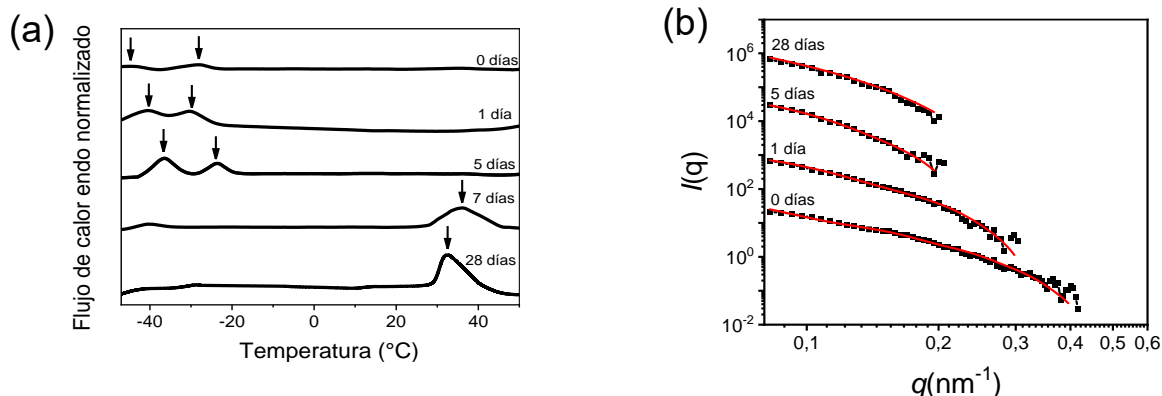 (a)
Flujo de calor endo normalizado
0 días
1 día
5 días
7 días
28 días
-40 -20 0 20 40
Temperatura (°C)
(b)
I(q)
10^6
10^4
10^2
10^0
10^-2
28 días
5 días
1 día
0 días
0,1 0,2 0,3 0,4 0,5 0,6
q(nm^-1)